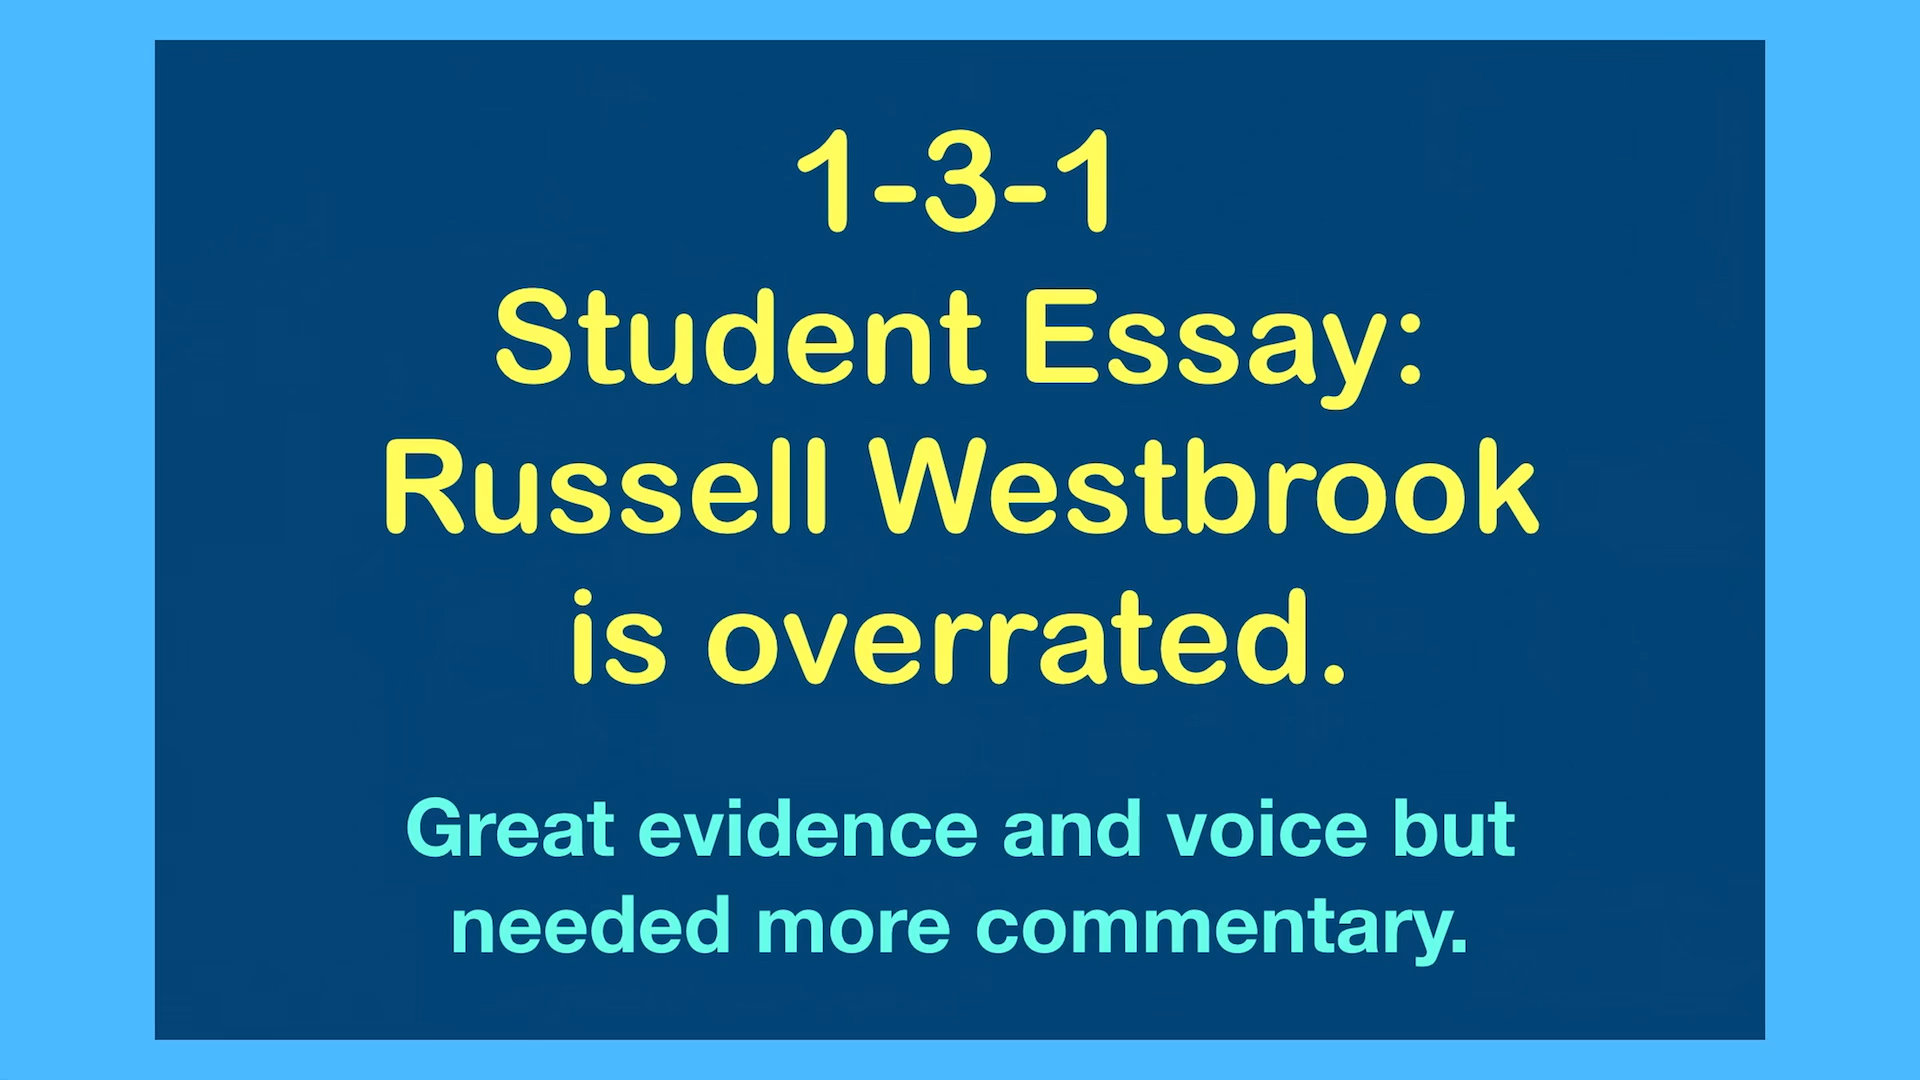 1-3-1
Student Essay:
Russell Westbrook
is overrated.
Great evidence and voice but
needed more commentary.